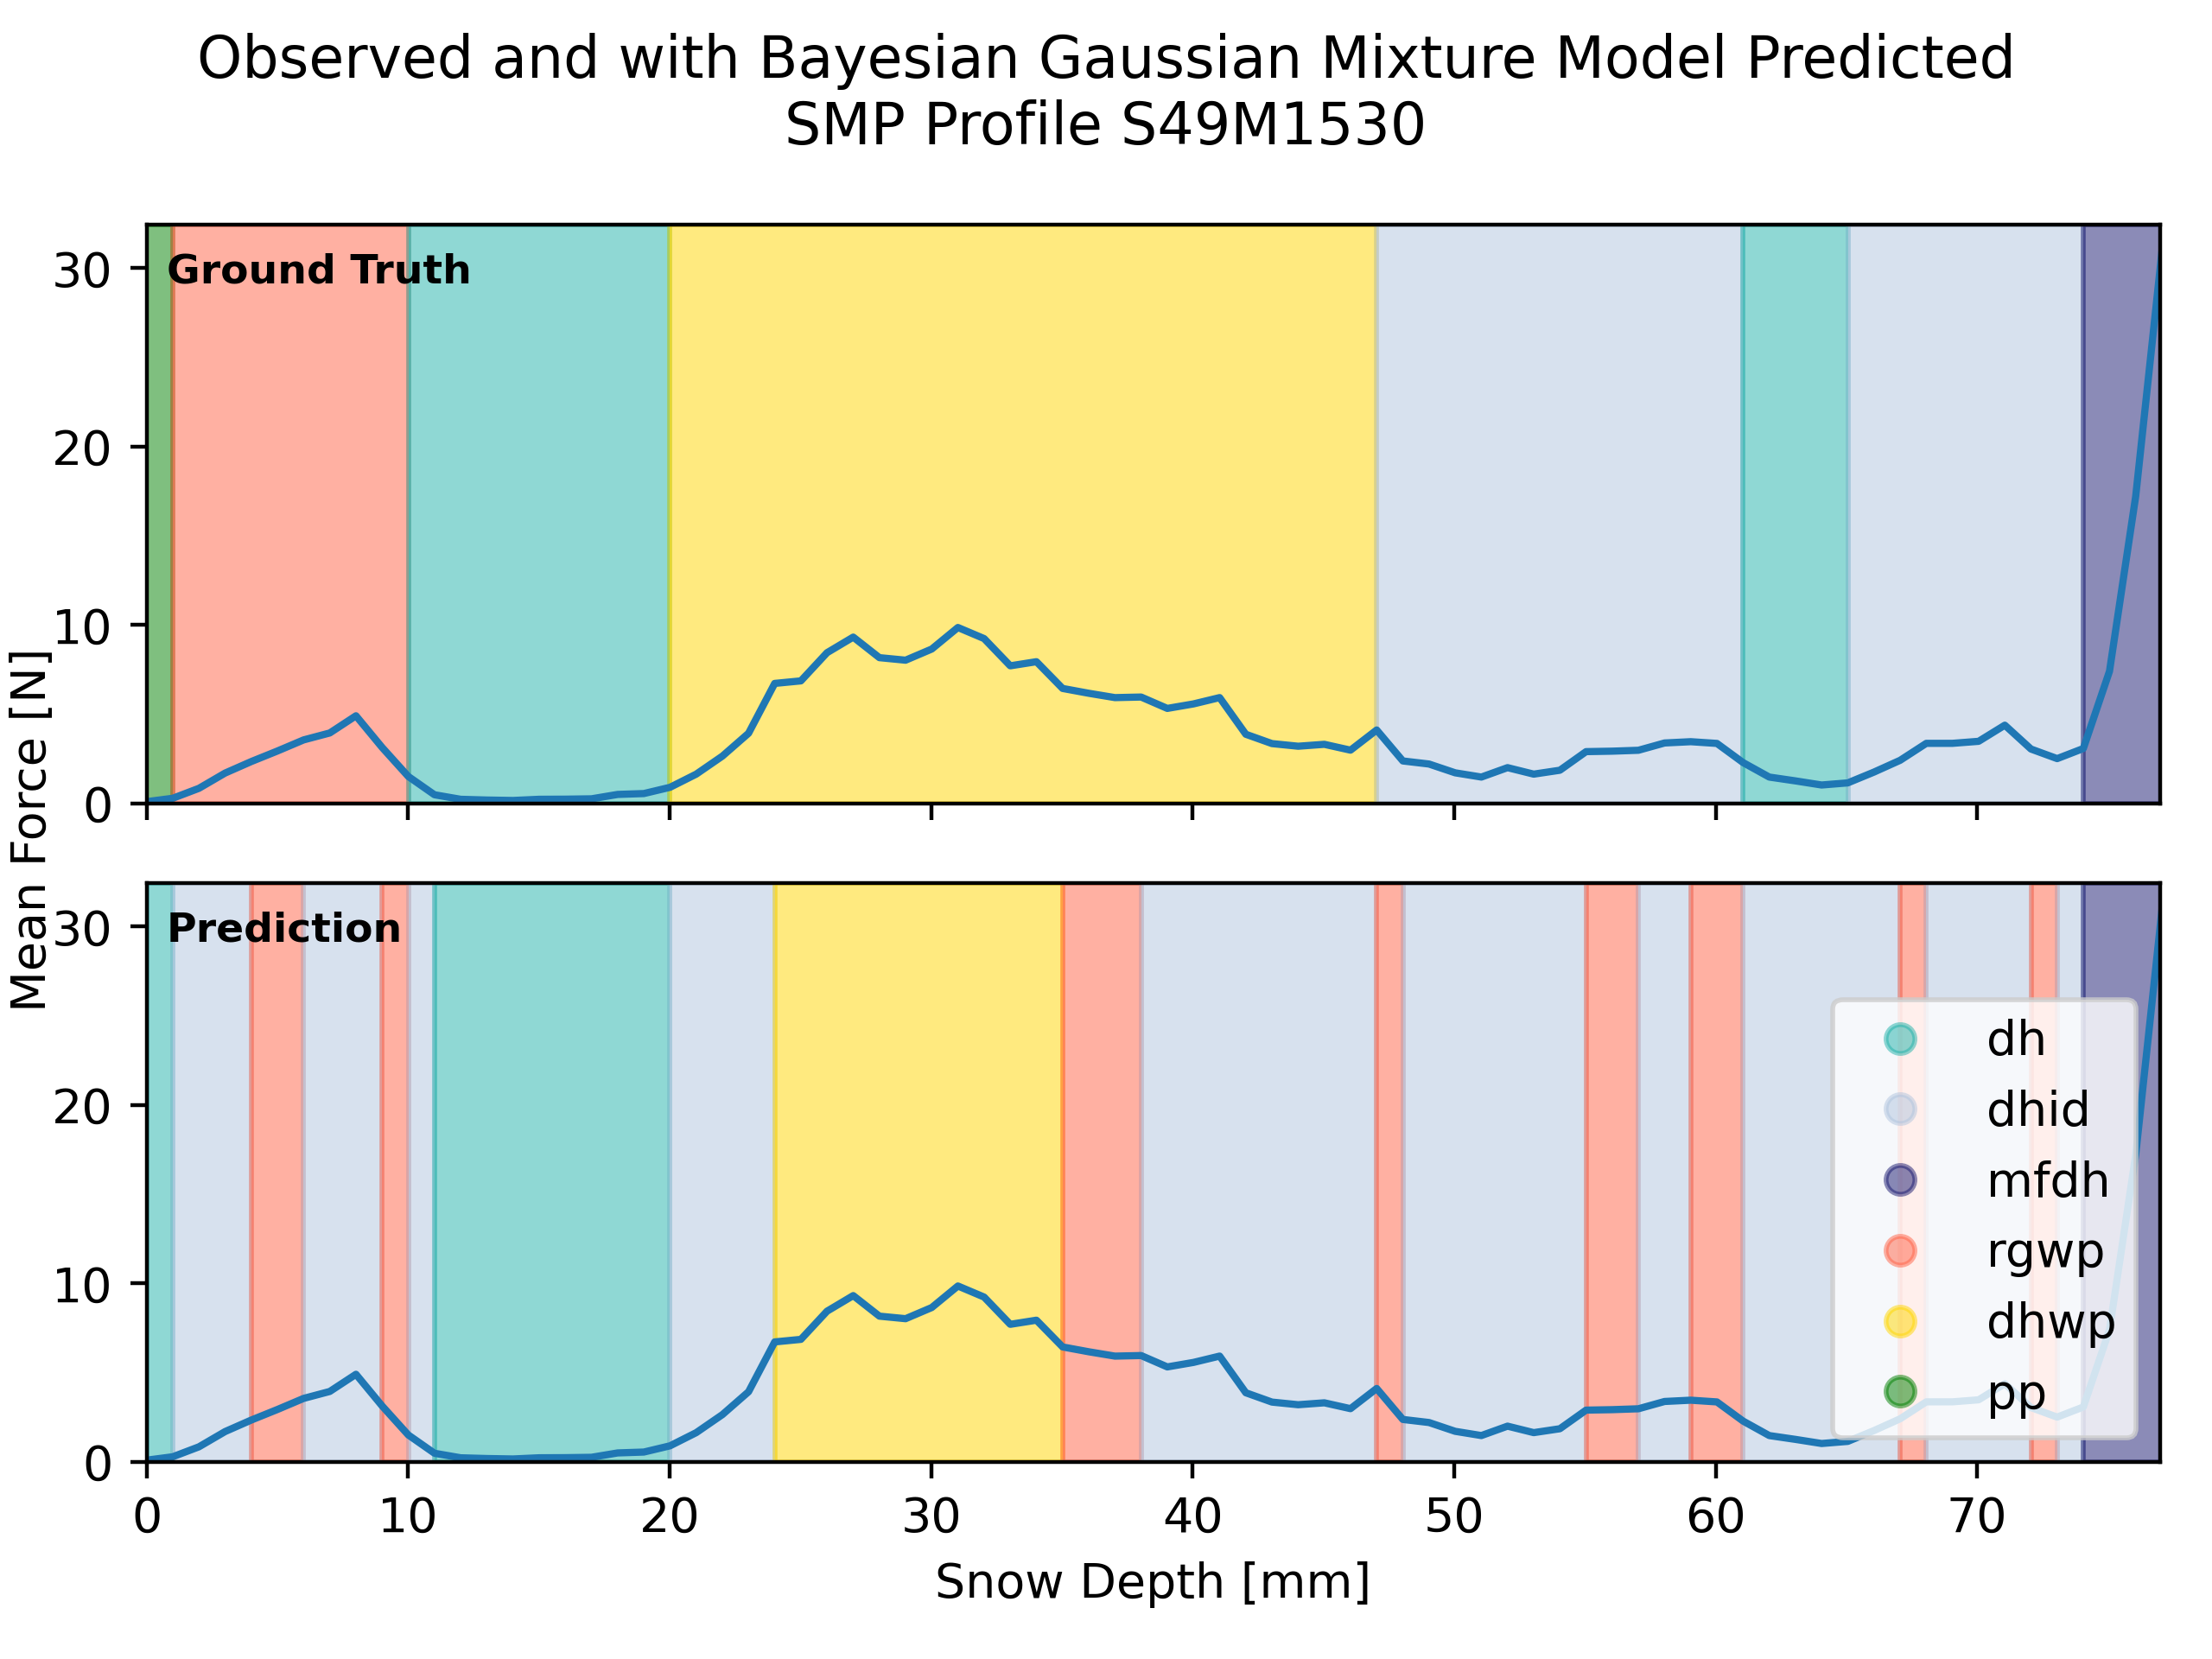 Observed and with Bayesian Gaussian Mixture Model Predicted
SMP Profile S49M1530
Mean Force [N]
30
20
10
0
Ground Truth
30
20
10
0
Prediction
dh
dhid
mfdh
rgwp
dhwp
pp
0 10 20 30 40 50 60 70
Snow Depth [mm]